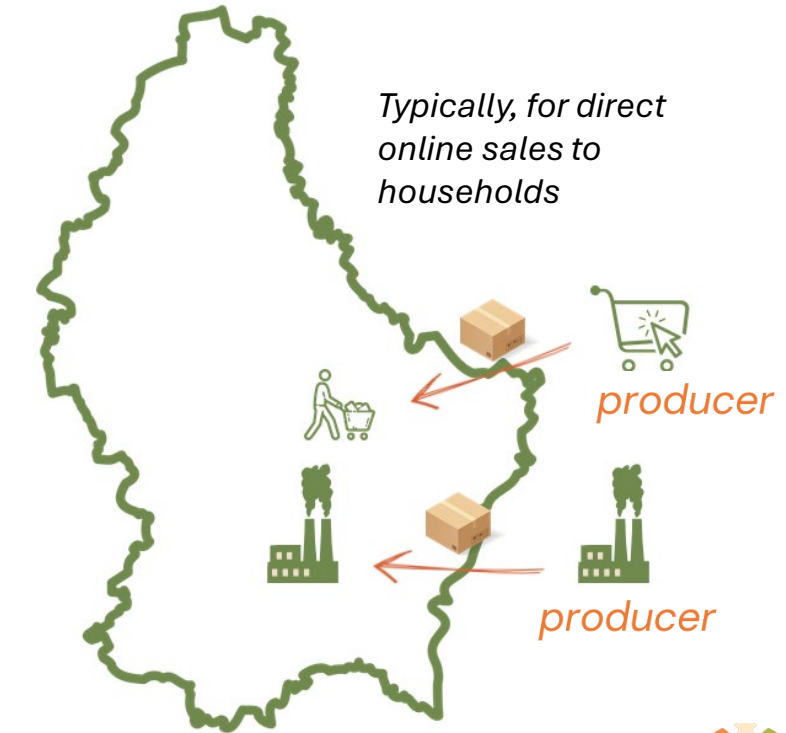 Typically, for direct
online sales to
households
producer
producer